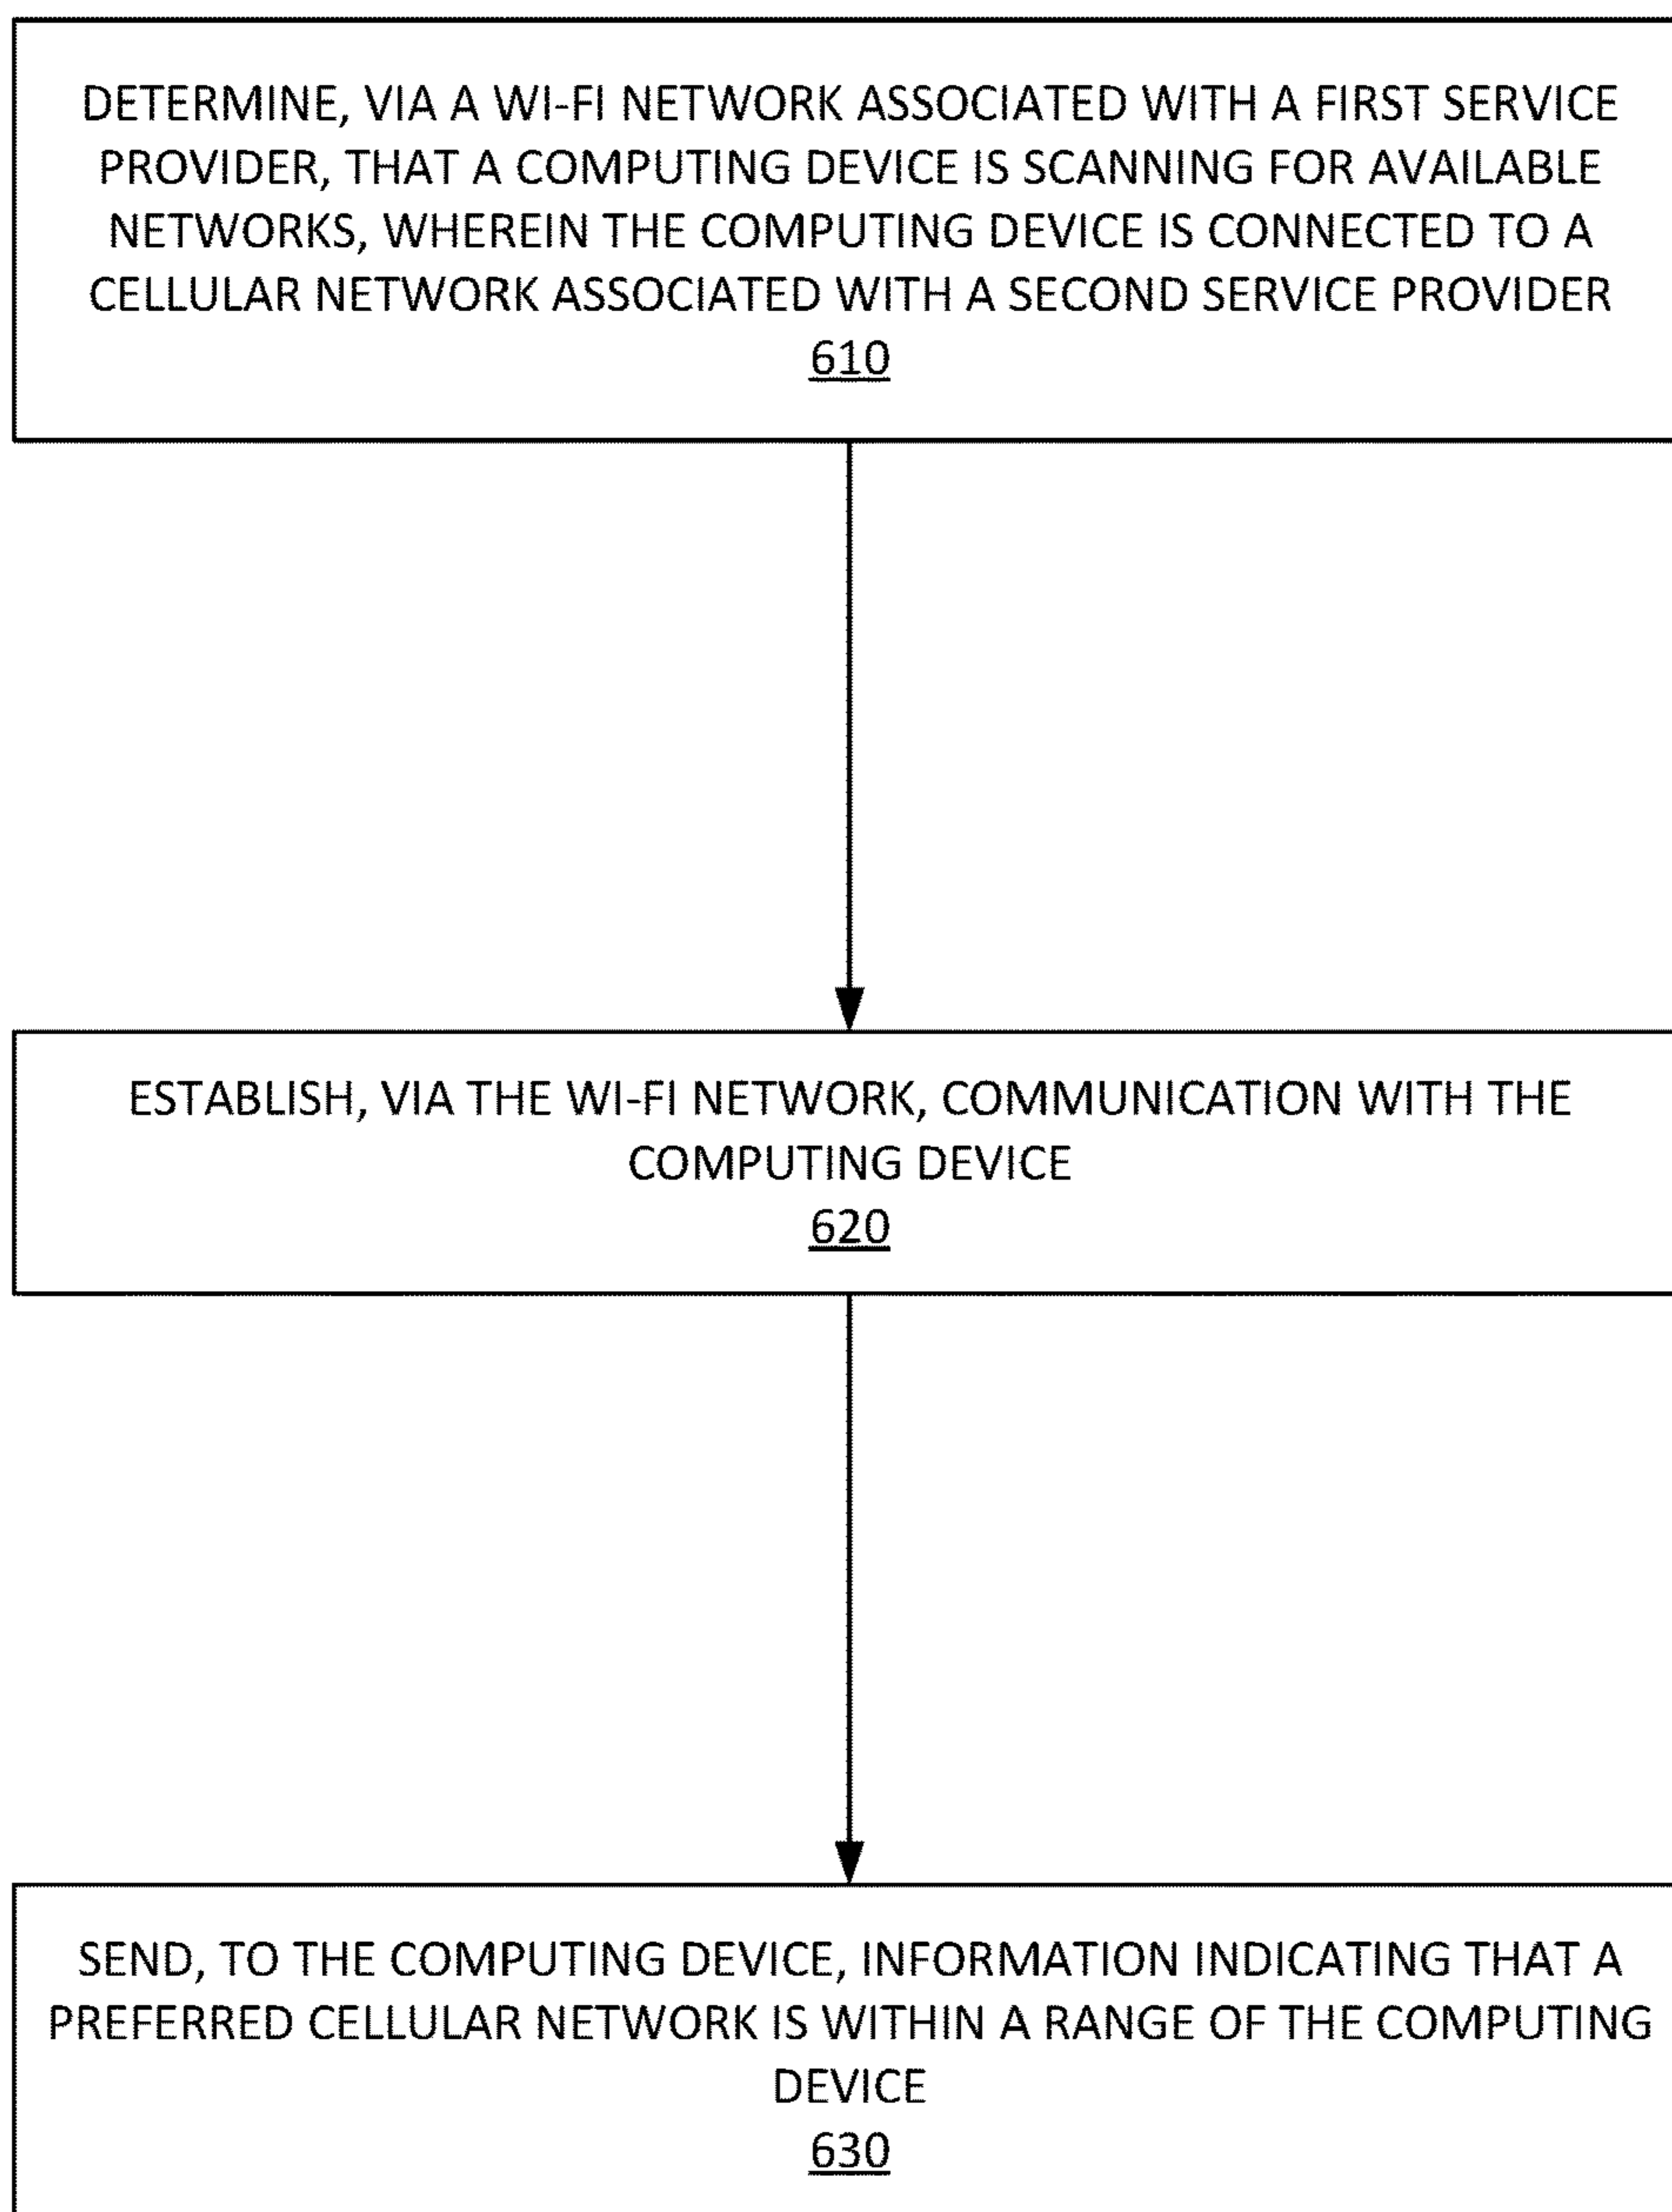 DETERMINE, VIA A WI-FI NETWORK ASSOCIATED WITH A FIRST SERVICE
PROVIDER, THAT A COMPUTING DEVICE IS SCANNING FOR AVAILABLE
NETWORKS, WHEREIN THE COMPUTING DEVICE IS CONNECTED TO A
CELLULAR NETWORK ASSOCIATED WITH A SECOND SERVICE PROVIDER
610
ESTABLISH, VIA THE WI-FI NETWORK, COMMUNICATION WITH THE
COMPUTING DEVICE
620
SEND, TO THE COMPUTING DEVICE, INFORMATION INDICATING THAT A
PREFERRED CELLULAR NETWORK IS WITHIN A RANGE OF THE COMPUTING
DEVICE
630